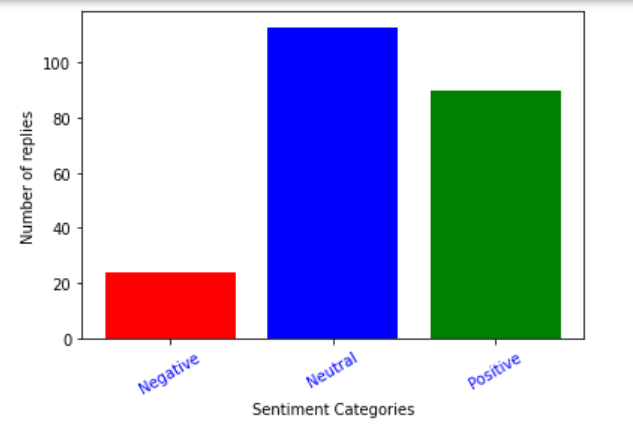 Number of replies
100
80
60
40
20
0
Negative
Neutral
Positive
Sentiment Categories